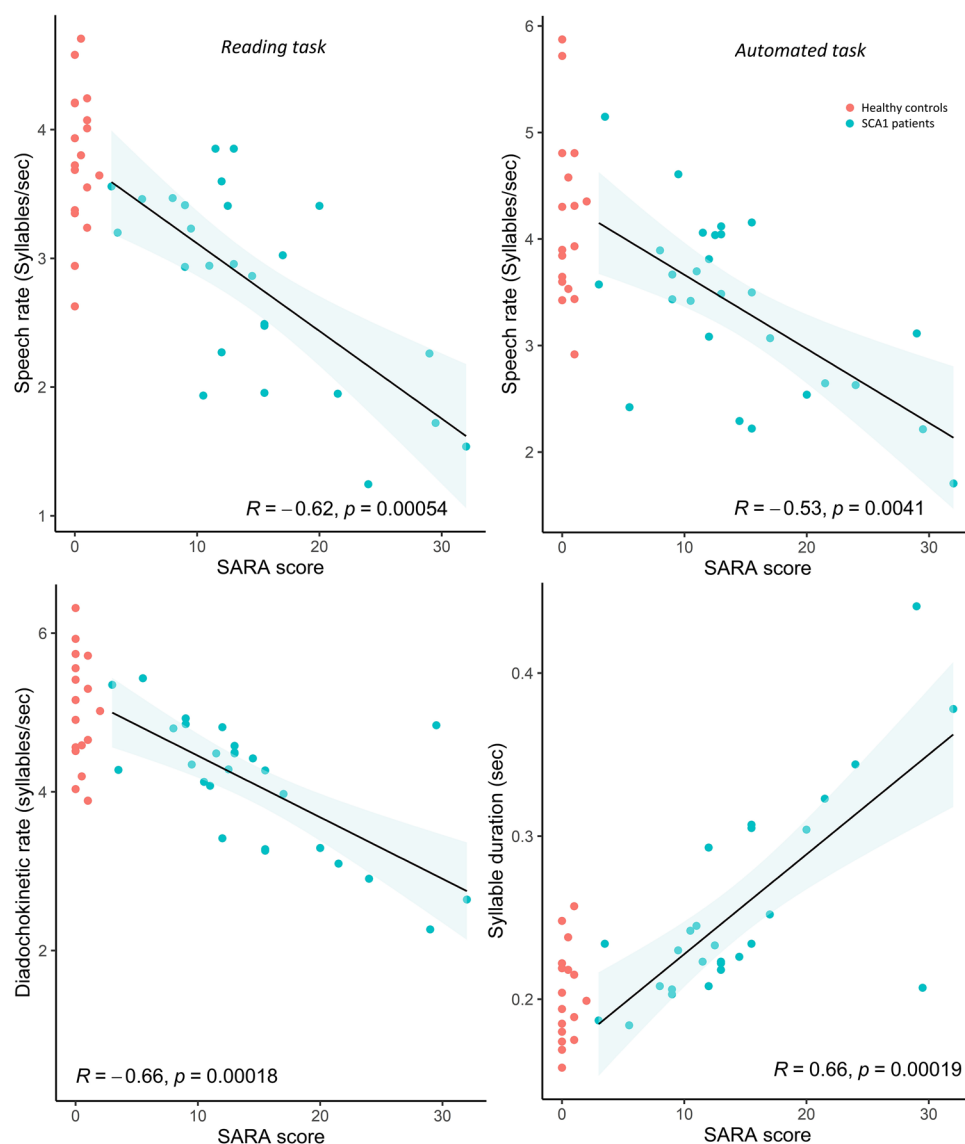 Reading task
Speech rate (Syllables/sec)
4
3
2
1
R = −0.62, p = 0.00054
0
10
20
30
SARA score
Automated task
Healthy controls
SCA1 patients
Speech rate (Syllables/sec)
6
5
4
3
2
R = −0.53, p = 0.0041
0
10
20
30
SARA score
Diadochokinetic rate (syllables/sec)
6
4
2
R = −0.66, p = 0.00018
0
10
20
30
SARA score
Syllable duration (sec)
0.4
0.3
0.2
R = 0.66, p = 0.00019
0
10
20
30
SARA score